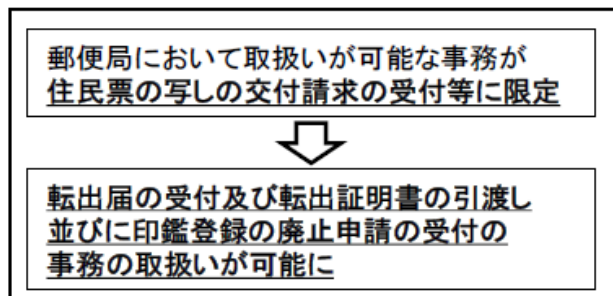 郵便局において取扱いが可能な事務が
住民票の写しの交付請求の受付等に限定
転出届の受付及び転出証明書の引渡し
並びに印鑑登録の廃止申請の受付の
事務の取扱いが可能に